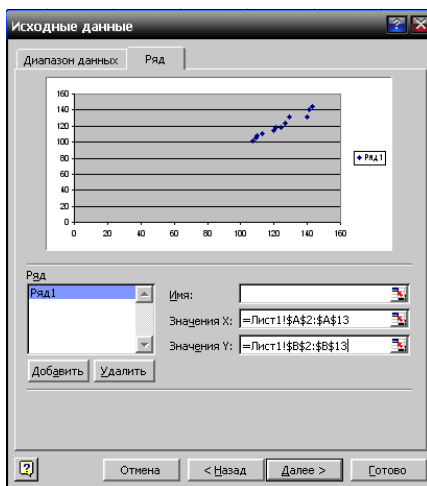 Исходные данные
Диапазон данных Ряд
160
140
120
100
80
60
40
20
0
0 20 40 60 80 100 120 140 160
Ряд1
Ряд
Ряд1
Имя:
Значения X: =Лист1!$A$2:$A$13
Значения Y: =Лист1!$B$2:$B$13
Добавить Удалить
Отмена < Назад Далее > Готово